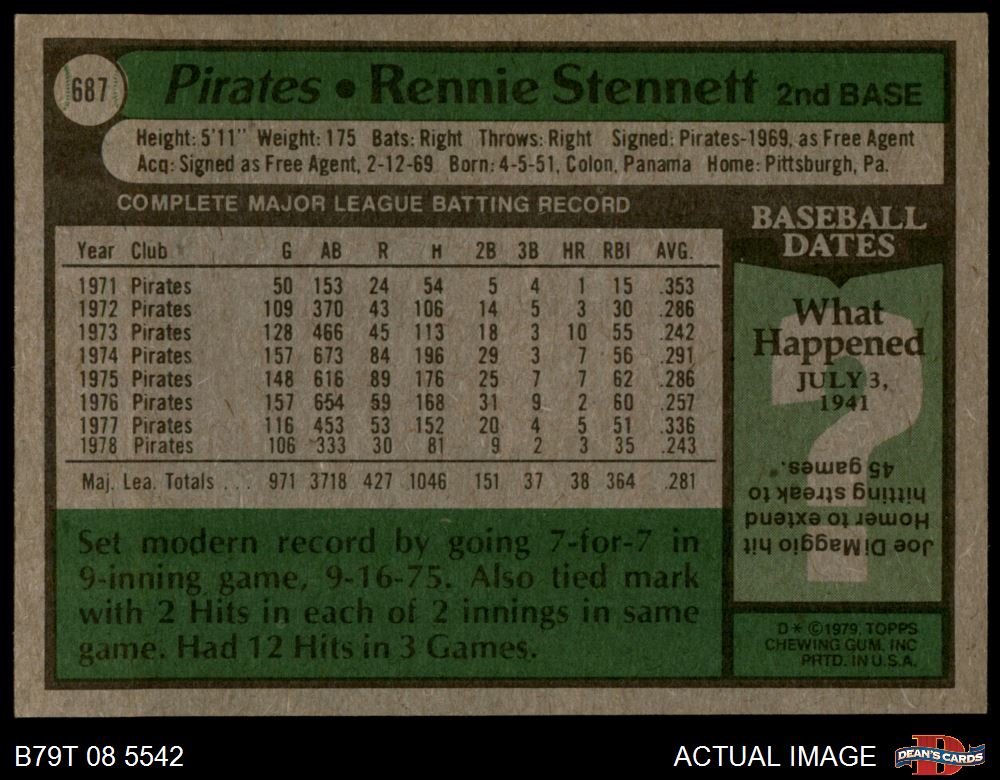 687
Pirates • Rennie Stennett 2nd BASE
Height: 5'11" Weight: 175 Bats: Right Throws: Right Signed: Pirates-1969, as Free Agent
Acq: Signed as Free Agent, 2-12-69 Born: 4-5-51, Colon, Panama Home: Pittsburgh, Pa.
COMPLETE MAJOR LEAGUE BATTING RECORD
Year Club G AB R H 2B 3B HR RBI AVG.
1971 Pirates 50 153 24 54 5 4 1 15 .353
1972 Pirates 109 370 43 106 14 5 3 30 .286
1973 Pirates 128 466 45 113 18 3 10 55 .242
1974 Pirates 157 673 84 196 29 3 7 56 .291
1975 Pirates 148 616 89 176 25 7 7 62 .286
1976 Pirates 157 654 59 168 31 9 2 60 .257
1977 Pirates 116 453 53 152 20 4 5 51 .336
1978 Pirates 106 333 30 81 9 2 3 35 .243
Maj. Lea. Totals . . . 971 3718 427 1046 151 37 38 364 .281
Set modern record by going 7-for-7 in
9-inning game, 9-16-75. Also tied mark
with 2 Hits in each of 2 innings in same
game. Had 12 Hits in 3 Games.
BASEBALL
DATES
What
Happened
JULY 3,
1941
?
Joe DiMaggio hit
Homer to extend
hitting streak to
45 games.
D* ©1979, TOPPS
CHEWING GUM, INC
PRTD. IN U.S.A.
B79T 08 5542
ACTUAL IMAGE
D
DEAN'S CARDS